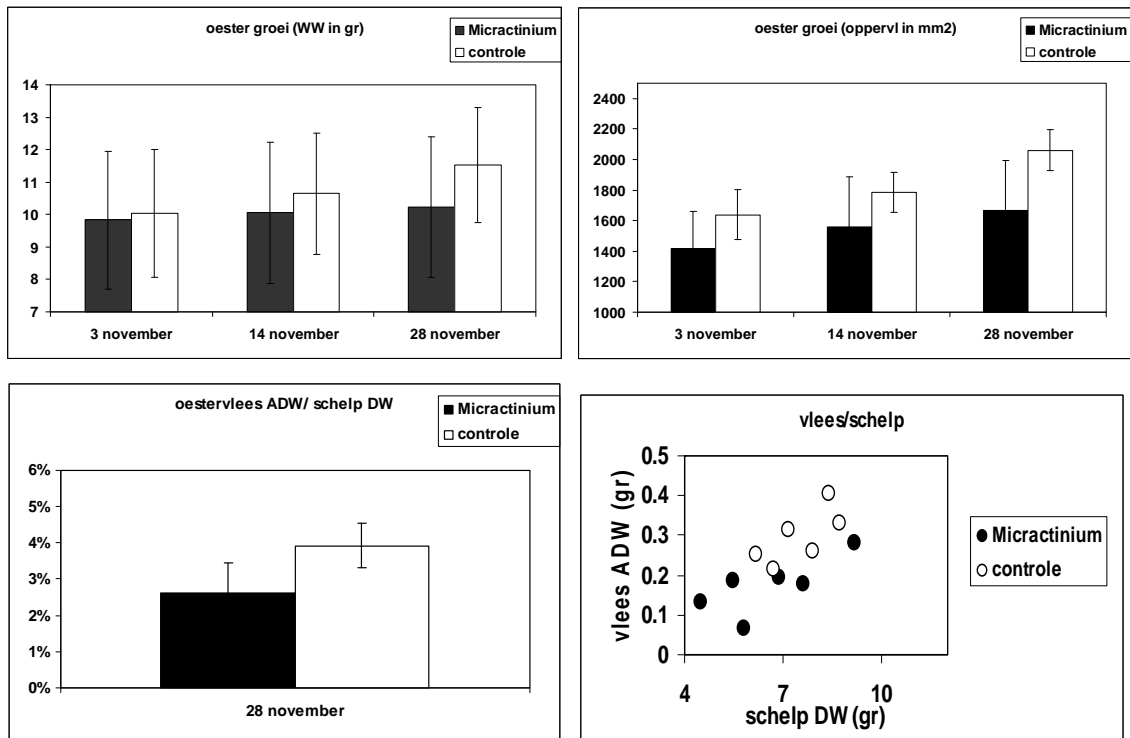 oester groei (WW in gr)
Micractinium
controle
14
13
12
11
10
9
8
7
3 november
14 november
28 november
oester groei (oppervl in mm2)
Micractinium
controle
2400
2200
2000
1800
1600
1400
1200
1000
3 november
14 november
28 november
oestervlees ADW/ schelp DW
Micractinium
controle
6%
5%
4%
3%
2%
1%
0%
28 november
vlees/schelp
vlees ADW (gr)
0.5
0.4
0.3
0.2
0.1
0
4
7
10
schelp DW (gr)
Micractinium
controle